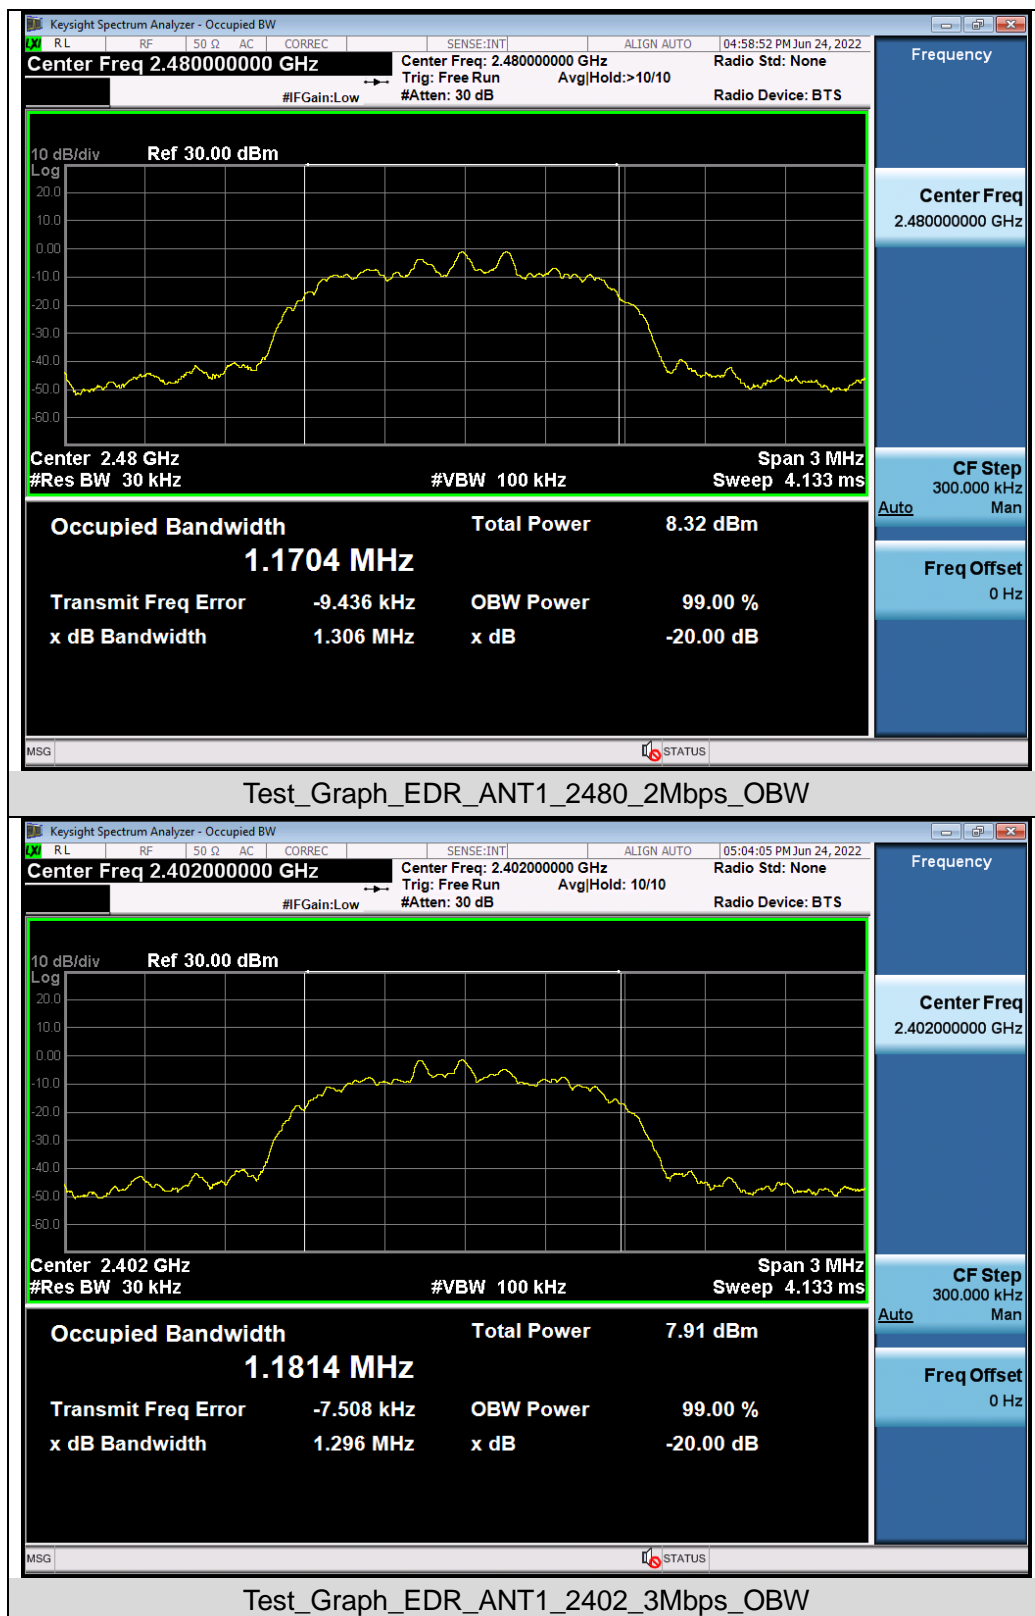 Keysight Spectrum Analyzer - Occupied BW
LXI RL RF 50 Ω AC CORREC SENSE:INT ALIGN AUTO 04:58:52 PM Jun 24, 2022
Center Freq 2.480000000 GHz
Center Freq: 2.480000000 GHz Radio Std: None
Trig: Free Run Avg|Hold:>10/10
#IFGain:Low #Atten: 30 dB Radio Device: BTS
Frequency
10 dB/div Ref 30.00 dBm
Log
20.0
10.0
0.00
-10.0
-20.0
-30.0
-40.0
-50.0
-60.0
Center 2.48 GHz Span 3 MHz
#Res BW 30 kHz #VBW 100 kHz Sweep 4.133 ms
Center Freq
2.480000000 GHz
CF Step
300.000 kHz
Auto Man
Freq Offset
0 Hz
Occupied Bandwidth Total Power 8.32 dBm
1.1704 MHz
Transmit Freq Error -9.436 kHz OBW Power 99.00 %
x dB Bandwidth 1.306 MHz x dB -20.00 dB
MSG STATUS
Test_Graph_EDR_ANT1_2480_2Mbps_OBW
Keysight Spectrum Analyzer - Occupied BW
LXI RL RF 50 Ω AC CORREC SENSE:INT ALIGN AUTO 05:04:05 PM Jun 24, 2022
Center Freq 2.402000000 GHz
Center Freq: 2.402000000 GHz Radio Std: None
Trig: Free Run Avg|Hold: 10/10
#IFGain:Low #Atten: 30 dB Radio Device: BTS
Frequency
10 dB/div Ref 30.00 dBm
Log
20.0
10.0
0.00
-10.0
-20.0
-30.0
-40.0
-50.0
-60.0
Center 2.402 GHz Span 3 MHz
#Res BW 30 kHz #VBW 100 kHz Sweep 4.133 ms
Center Freq
2.402000000 GHz
CF Step
300.000 kHz
Auto Man
Freq Offset
0 Hz
Occupied Bandwidth Total Power 7.91 dBm
1.1814 MHz
Transmit Freq Error -7.508 kHz OBW Power 99.00 %
x dB Bandwidth 1.296 MHz x dB -20.00 dB
MSG STATUS
Test_Graph_EDR_ANT1_2402_3Mbps_OBW